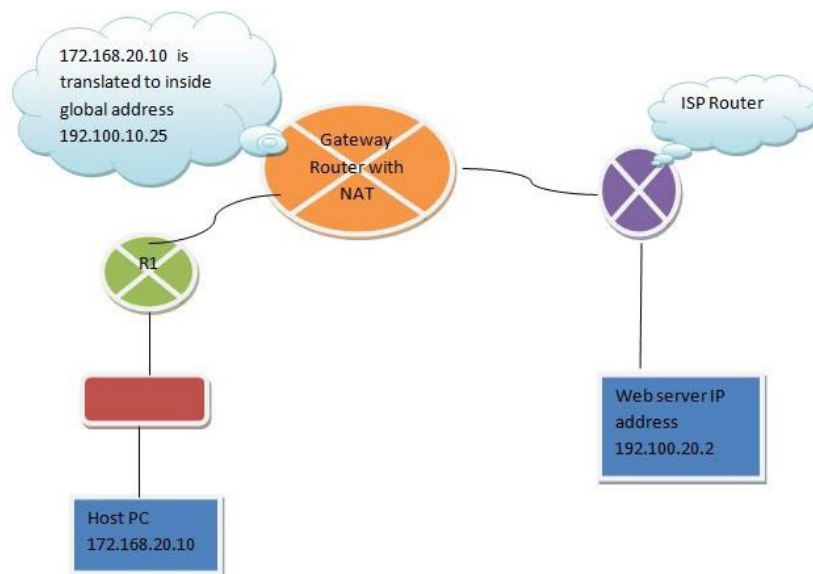 172.168.20.10 is
translated to inside
global address
192.100.10.25
Gateway
Router with
NAT
ISP Router
R1
Web server IP
address
192.100.20.2
Host PC
172.168.20.10